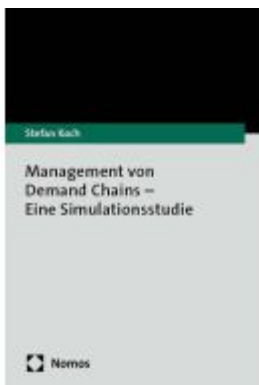 Stefan Koch
Management von
Demand Chains –
Eine Simulationsstudie
Nomos